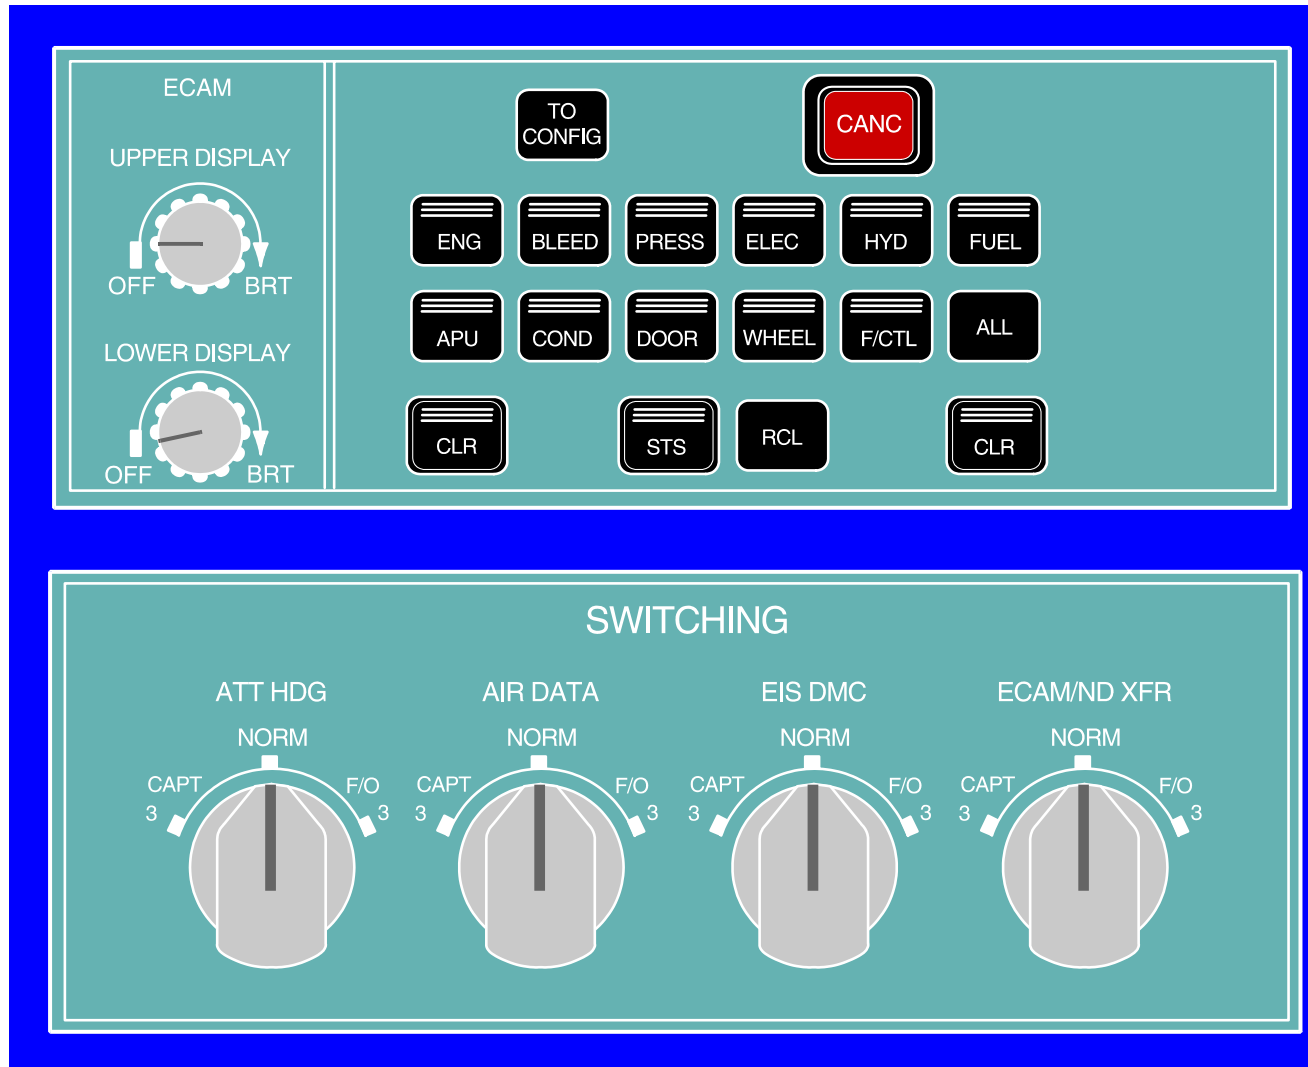 ECAM
UPPER DISPLAY
OFF BRT
LOWER DISPLAY
OFF BRT
TO
CONFIG
CANC
ENG BLEED PRESS ELEC HYD FUEL
APU COND DOOR WHEEL F/CTL ALL
CLR STS RCL CLR
SWITCHING
ATT HDG AIR DATA EIS DMC ECAM/ND XFR
NORM NORM NORM NORM
CAPT F/O CAPT F/O CAPT F/O CAPT F/O
3 3 3 3 3 3 3 3